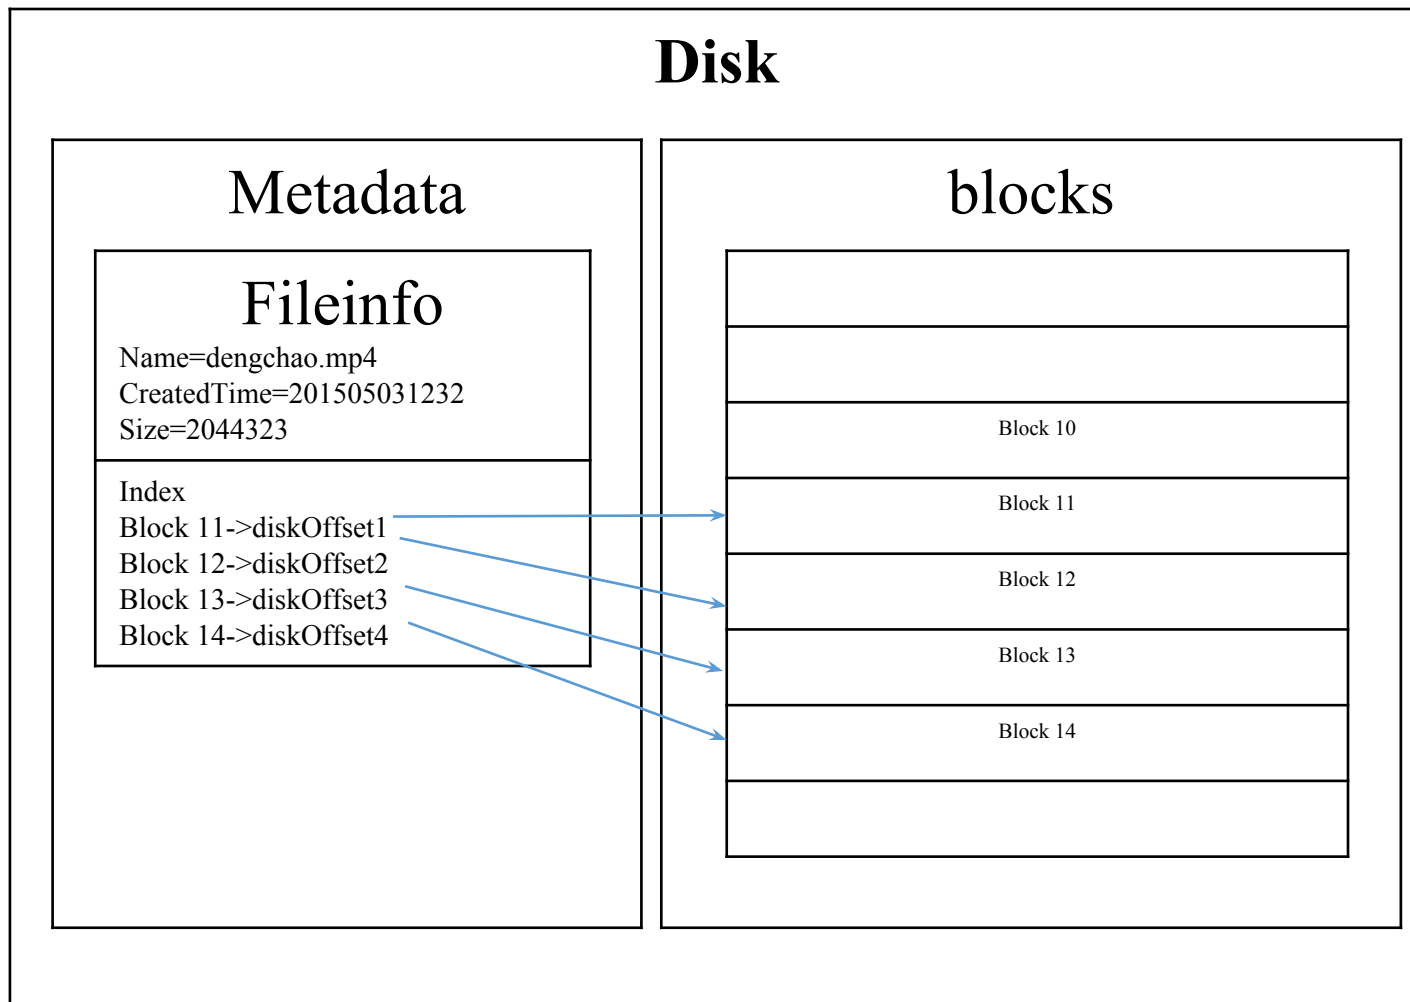 Disk
Metadata
Fileinfo
Name=dengchao.mp4
CreatedTime=201505031232
Size=2044323
Index
Block 11->diskOffset1
Block 12->diskOffset2
Block 13->diskOffset3
Block 14->diskOffset4
blocks
Block 10
Block 11
Block 12
Block 13
Block 14